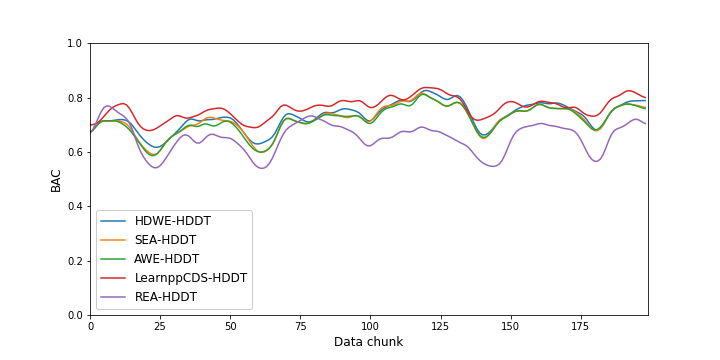 1.0
0.8
0.6
0.4
0.2
0.0
BAC
HDWE-HDDT
SEA-HDDT
AWE-HDDT
LearnppCDS-HDDT
REA-HDDT
0 25 50 75 100 125 150 175
Data chunk